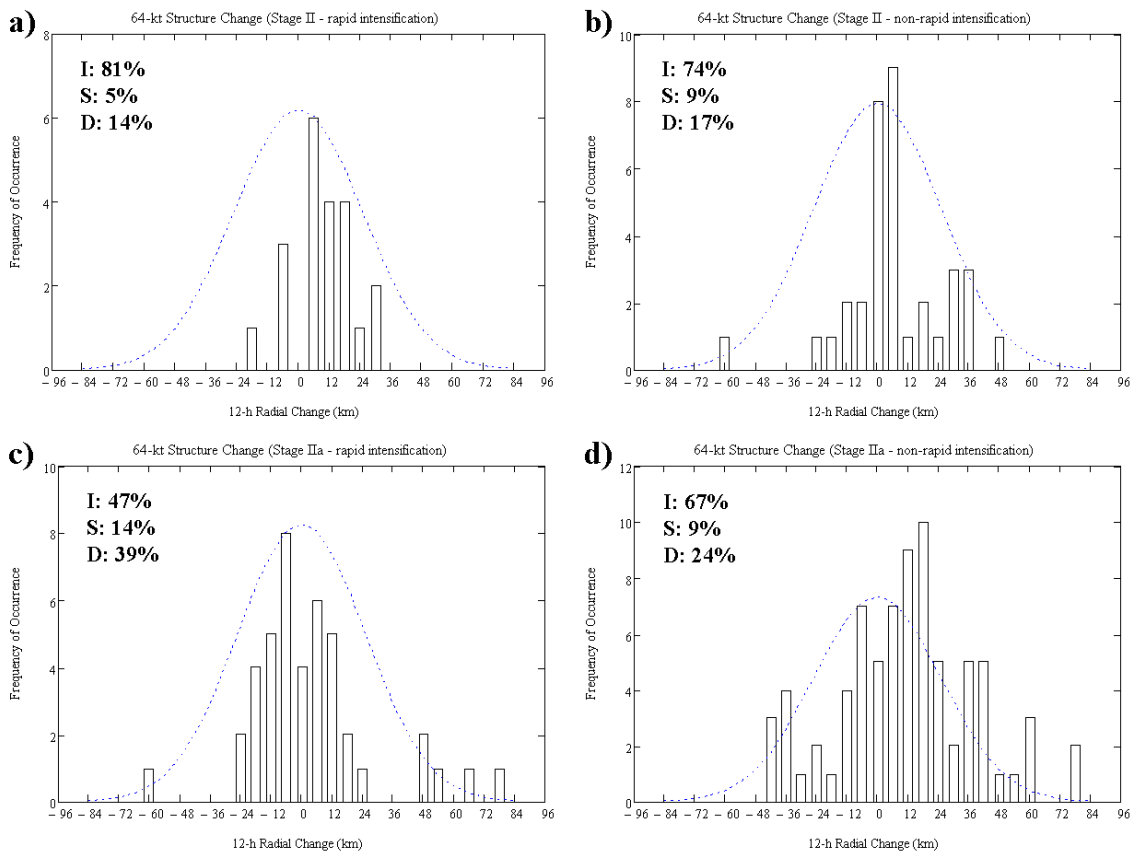 a)
64-kt Structure Change (Stage II - rapid intensification)
I: 81%
S: 5%
D: 14%
Frequency of Occurrence
8
6
4
2
0
− 96 − 84 − 72 − 60 − 48 − 36 − 24 − 12 0 12 24 36 48 60 72 84 96
12-h Radial Change (km)
b)
64-kt Structure Change (Stage II - non-rapid intensification)
I: 74%
S: 9%
D: 17%
Frequency of Occurrence
10
8
6
4
2
0
− 96 − 84 − 72 − 60 − 48 − 36 − 24 − 12 0 12 24 36 48 60 72 84 96
12-h Radial Change (km)
c)
64-kt Structure Change (Stage IIa - rapid intensification)
I: 47%
S: 14%
D: 39%
Frequency of Occurrence
10
8
6
4
2
0
− 96 − 84 − 72 − 60 − 48 − 36 − 24 − 12 0 12 24 36 48 60 72 84 96
12-h Radial Change (km)
d)
64-kt Structure Change (Stage IIa - non-rapid intensification)
I: 67%
S: 9%
D: 24%
Frequency of Occurrence
12
10
8
6
4
2
0
− 96 − 84 − 72 − 60 − 48 − 36 − 24 − 12 0 12 24 36 48 60 72 84 96
12-h Radial Change (km)